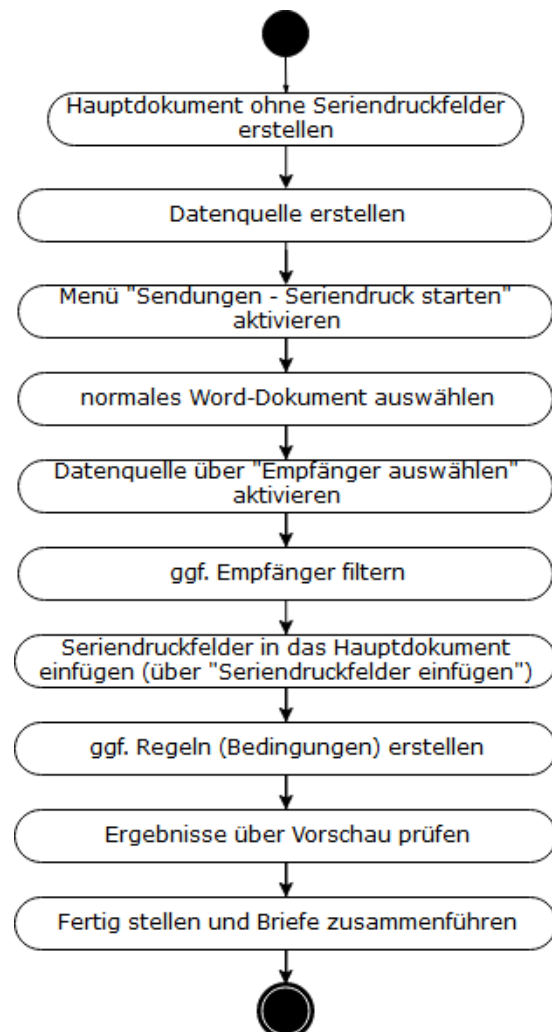 Hauptdokument ohne Seriendruckfelder
erstellen
Datenquelle erstellen
Menü "Sendungen - Seriendruck starten"
aktivieren
normales Word-Dokument auswählen
Datenquelle über "Empfänger auswählen"
aktivieren
ggf. Empfänger filtern
Seriendruckfelder in das Hauptdokument
einfügen (über "Seriendruckfelder einfügen")
ggf. Regeln (Bedingungen) erstellen
Ergebnisse über Vorschau prüfen
Fertig stellen und Briefe zusammenführen